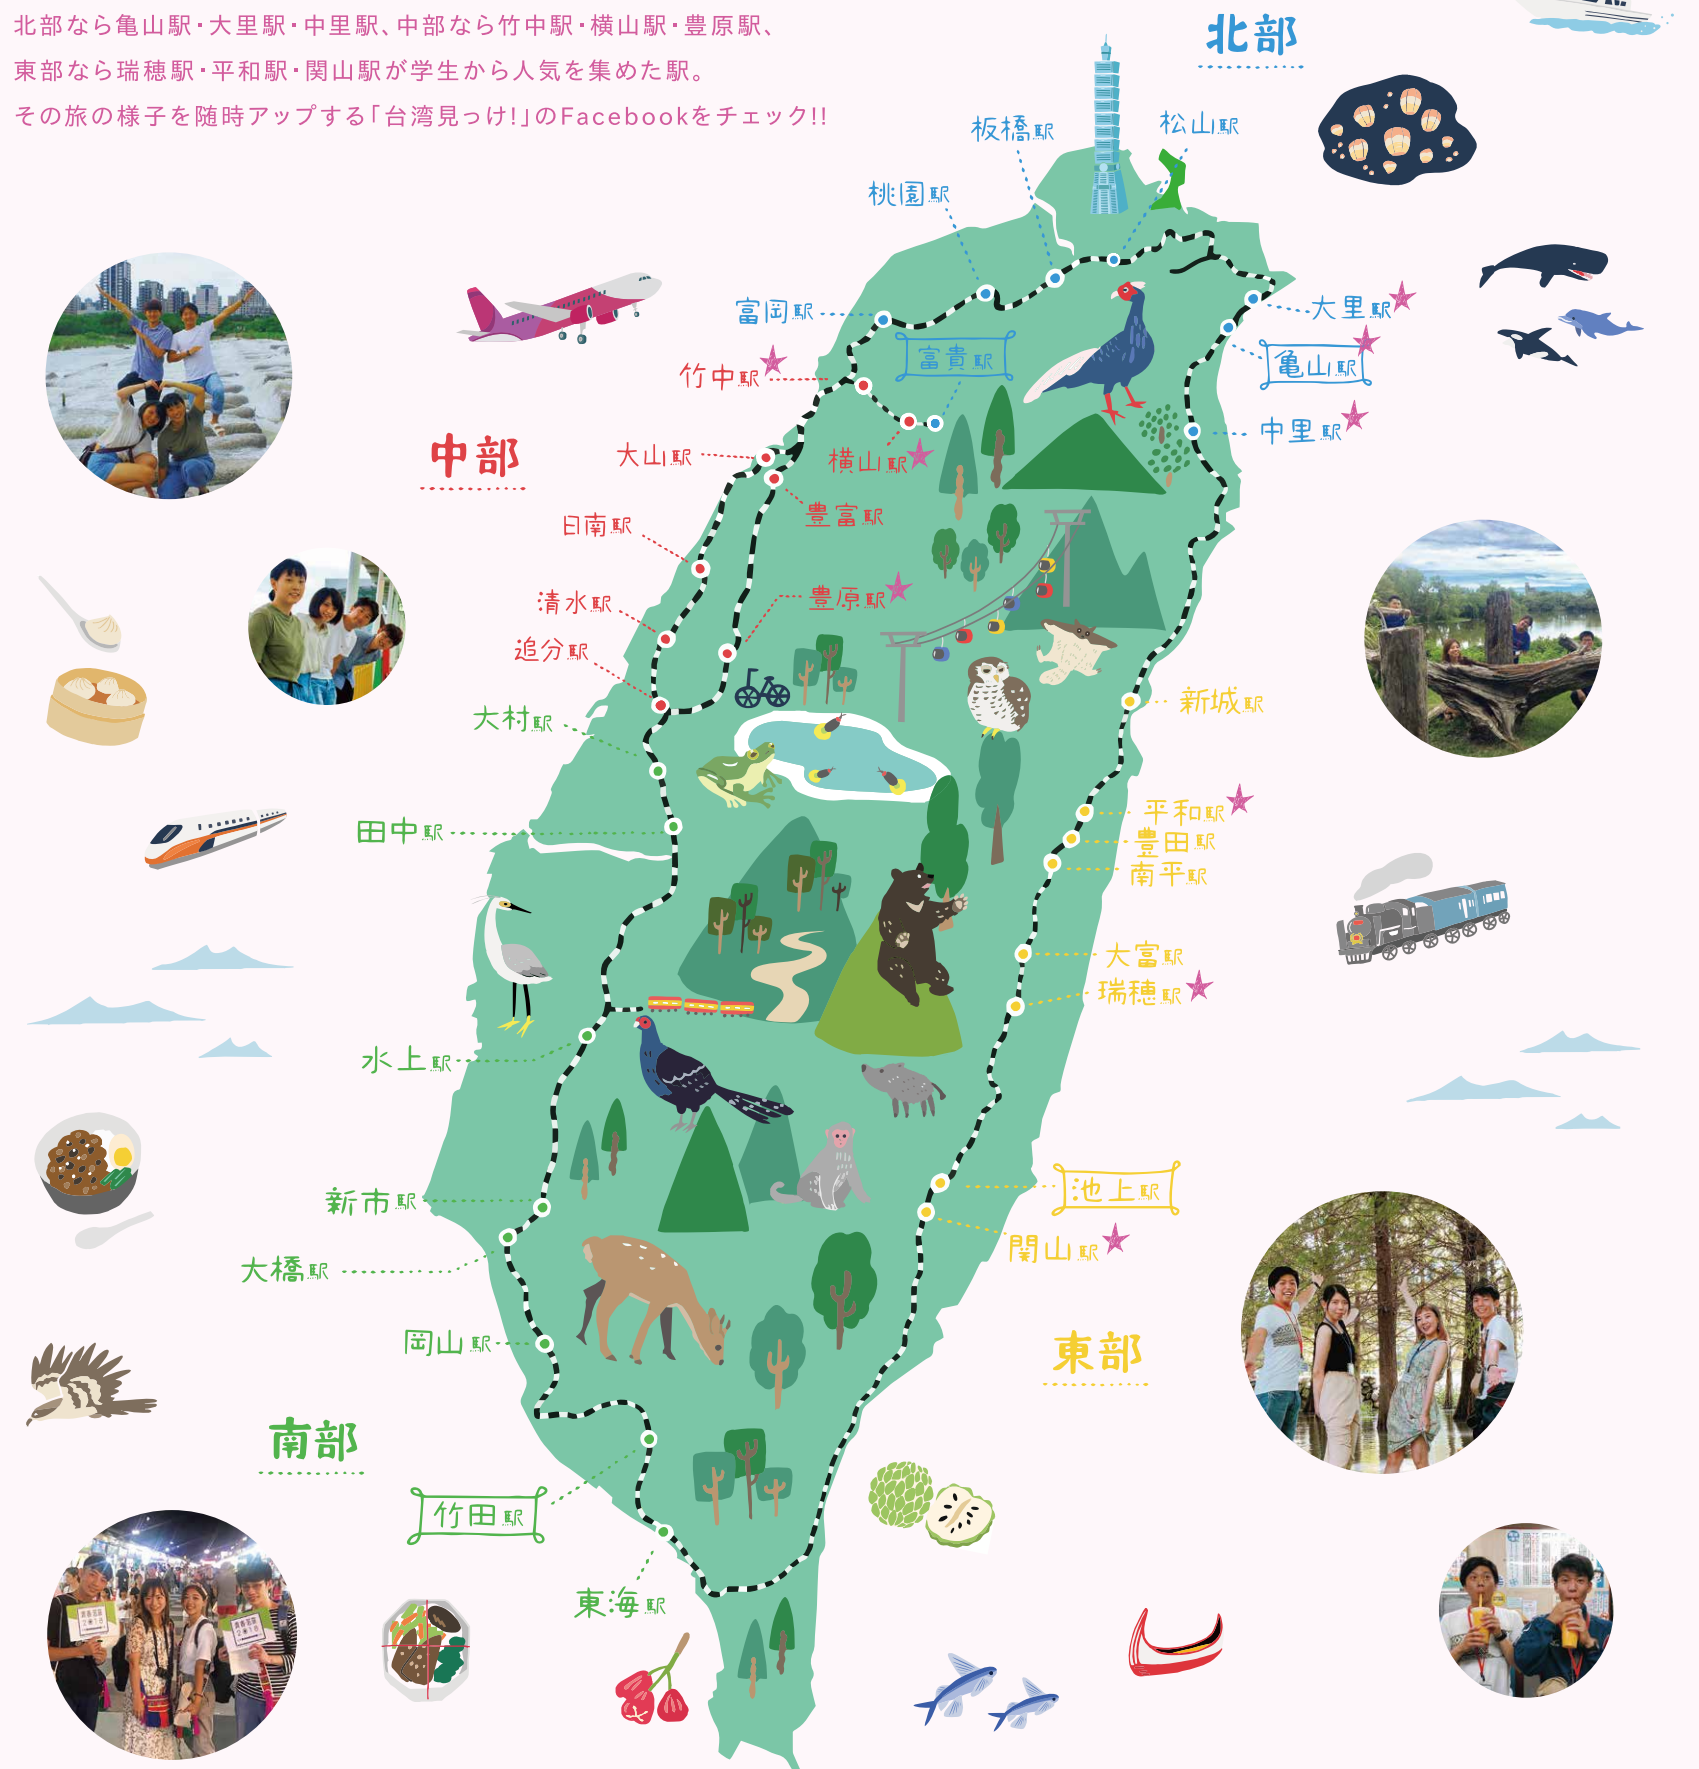 北部なら亀山駅・大里駅・中里駅、中部なら竹中駅・横山駅・豊原駅、
東部なら瑞穂駅・平和駅・関山駅が学生から人気を集めた駅。
その旅の様子を随時アップする「台湾見っけ!」のFacebookをチェック!!
北部
板橋駅
松山駅
桃園駅
富岡駅
大里駅
富貴駅
亀山駅
竹中駅
中里駅
中部
大山駅
横山駅
豊富駅
日南駅
清水駅
豊原駅
追分駅
新城駅
大村駅
平和駅
田中駅
豊田駅
南平駅
大富駅
瑞穂駅
水上駅
池上駅
新市駅
関山駅
大橋駅
岡山駅
東部
南部
竹田駅
東海駅